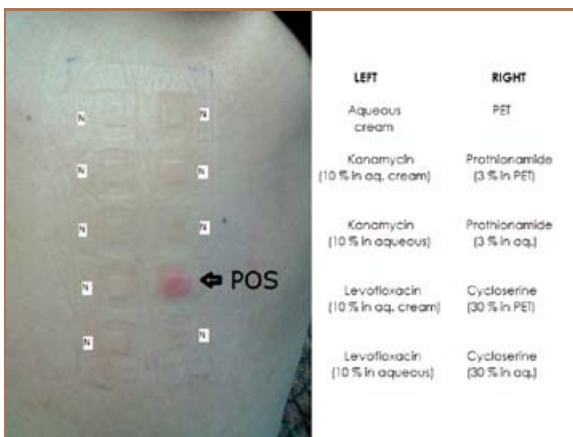 N
N
N
N
N
N
N
N
N
POS
LEFT
RIGHT
Aqueous
cream
PET
Kanamycin
(10 % in aq. cream)
Prothionamide
(3 % in PET)
Kanamycin
(10 % in aqueous)
Prothionamide
(3 % in aq.)
Levofloxacin
(10 % in aq. cream)
Cycloserine
(30 % in PET)
Levofloxacin
(10 % in aqueous)
Cycloserine
(30 % in aq.)